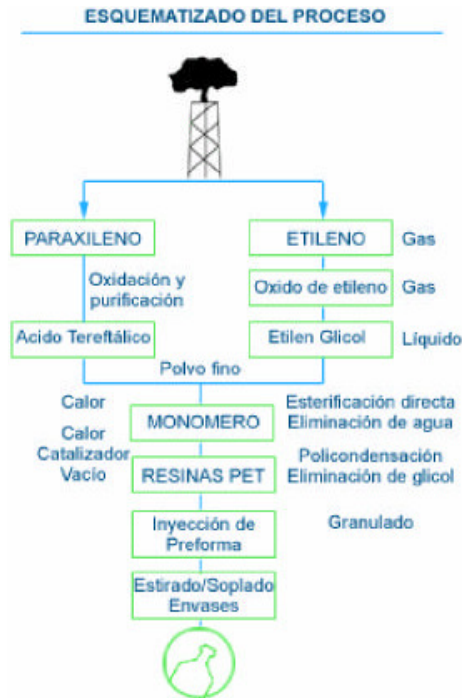 ESQUEMATIZADO DEL PROCESO
PARAXILENO
ETILENO
Gas
Oxidación y
purificación
Oxido de etileno
Gas
Acido Tereftálico
Etilen Glicol
Líquido
Polvo fino
Calor
MONOMERO
Esterificación directa
Eliminación de agua
Calor
Catalizador
Vacío
RESINAS PET
Policondensación
Eliminación de glicol
Inyección de
Preforma
Granulado
Estirado/Soplado
Envases